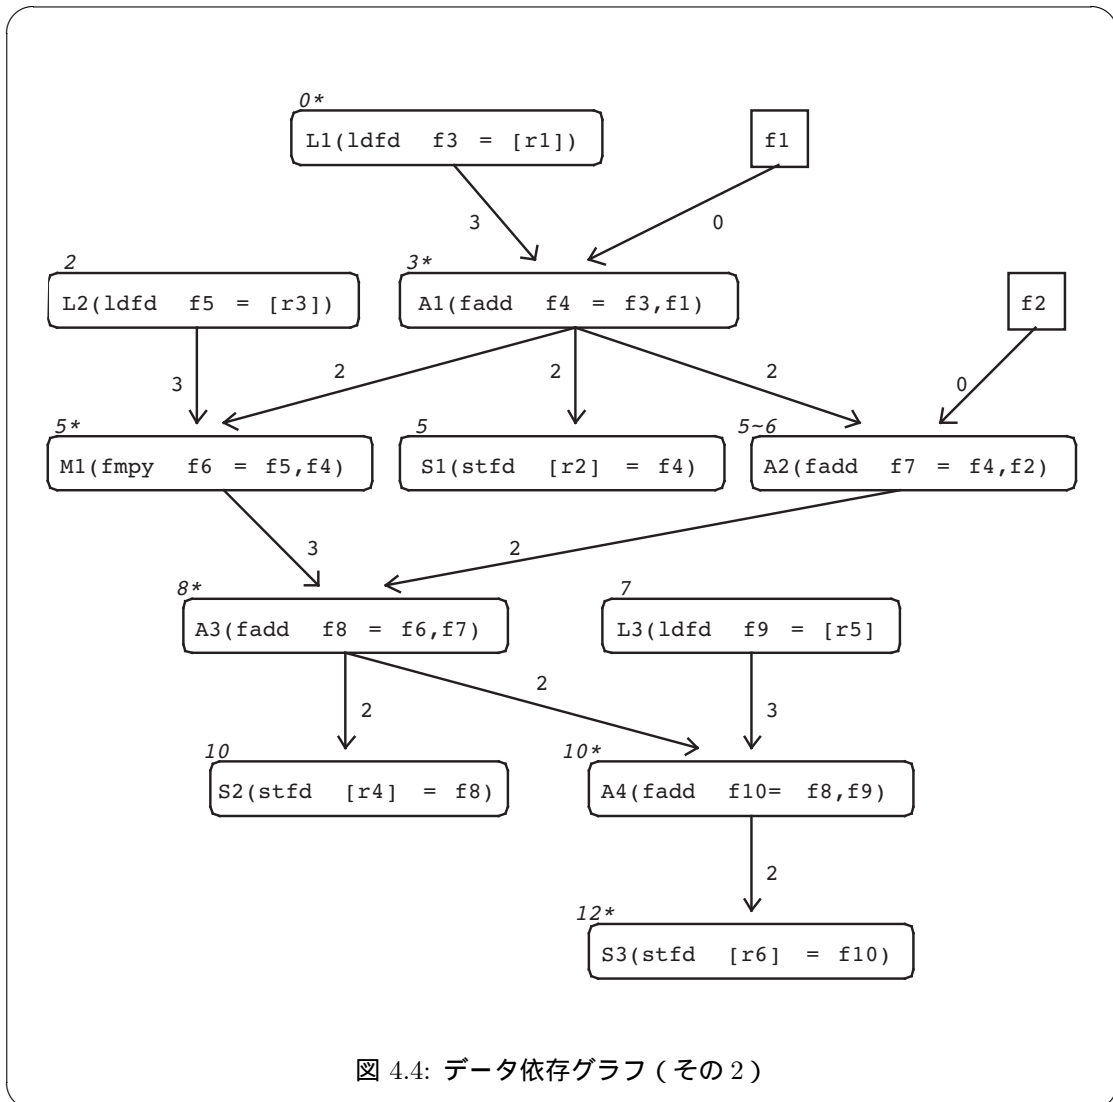 0*
L1(ldfd f3 = [r1])
f1
3
0
2
L2(ldfd f5 = [r3])
3*
A1(fadd f4 = f3,f1)
f2
3
2
2
2
0
5*
M1(fmpy f6 = f5,f4)
5
S1(stfd [r2] = f4)
5~6
A2(fadd f7 = f4,f2)
3
2
8*
A3(fadd f8 = f6,f7)
7
L3(ldfd f9 = [r5]
2
2
3
10
S2(stfd [r4] = f8)
10*
A4(fadd f10= f8,f9)
2
12*
S3(stfd [r6] = f10)
図 4.4: データ依存グラフ(その2)